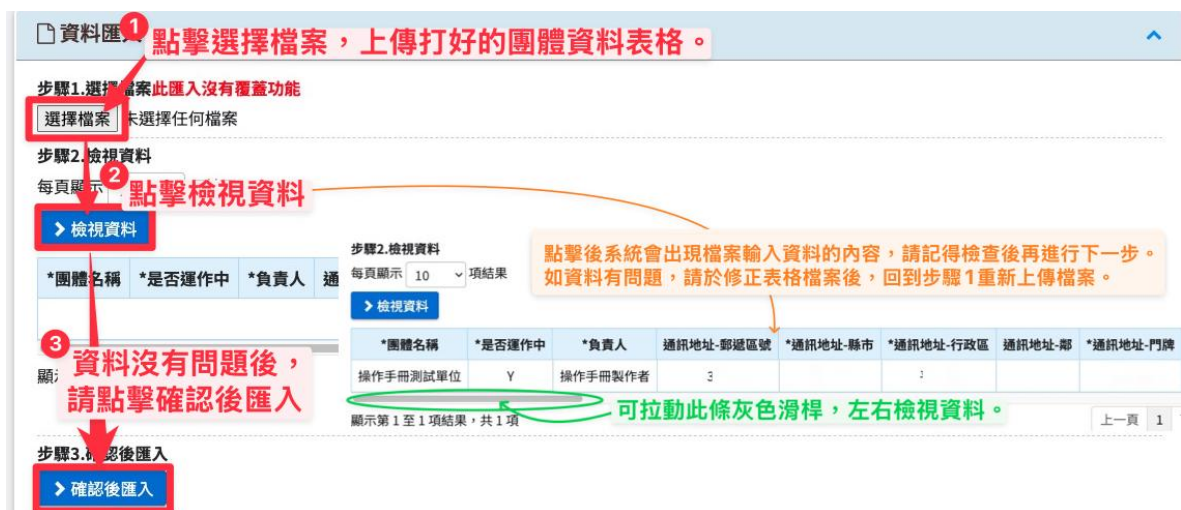 資料匯
1 點擊選擇檔案，上傳打好的團體資料表格。
步驟1.選擇檔案此匯入沒有覆蓋功能
選擇檔案 未選擇任何檔案
步驟2.檢視資料
每頁顯示
2 點擊檢視資料
檢視資料
*團體名稱 *是否運作中 *負責人 通
3 資料沒有問題後，
請點擊確認後匯入
步驟2.檢視資料
每頁顯示 10 項結果
檢視資料
點擊後系統會出現檔案輸入資料的內容，請記得檢查後再進行下一步。
如資料有問題，請於修正表格檔案後，回到步驟1重新上傳檔案。
*團體名稱 *是否運作中 *負責人 通訊地址-郵遞區號 *通訊地址-縣市 *通訊地址-行政區 通訊地址-鄰 *通訊地址-門牌
操作手冊測試單位 Y 操作手冊製作者 3
可拉動此條灰色滑桿，左右檢視資料。
顯示第 1 至 1 項結果，共 1 項
上一頁 1
步驟3.確認後匯入
確認後匯入